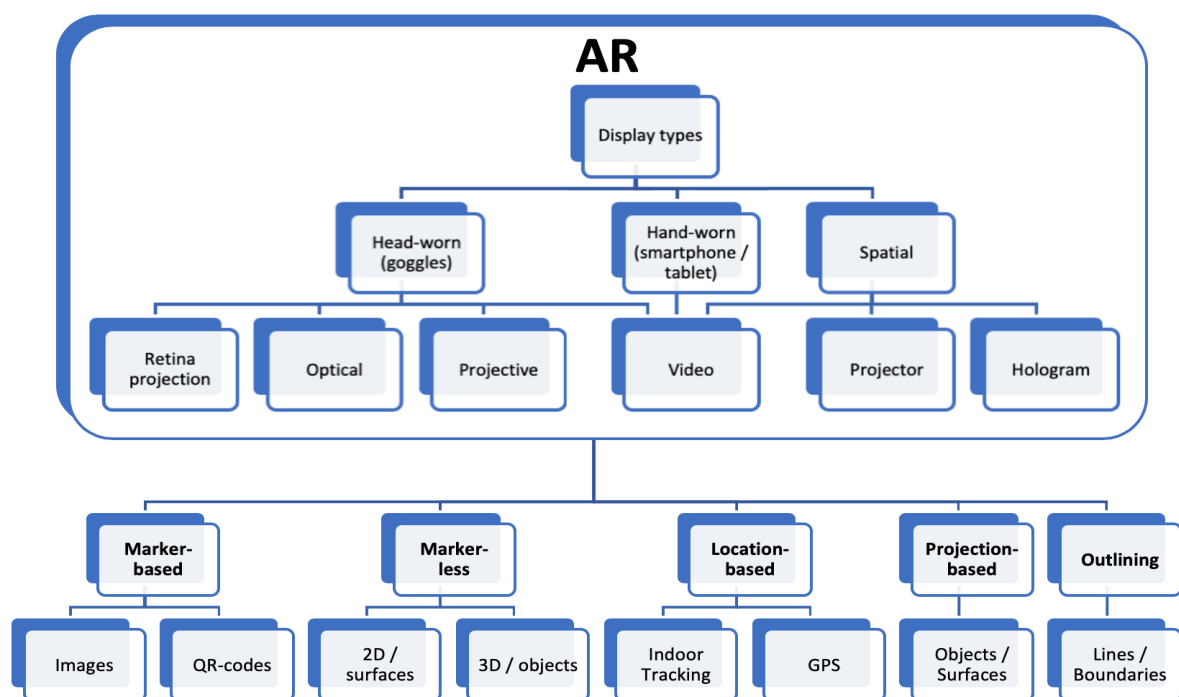 AR
Display types
Head-worn
(goggles)
Hand-worn
(smartphone /
tablet)
Spatial
Retina
projection
Optical
Projective
Video
Projector
Hologram
Marker-
based
Marker-
less
Location-
based
Projection-
based
Outlining
Images
QR-codes
2D /
surfaces
3D / objects
Indoor
Tracking
GPS
Objects /
Surfaces
Lines /
Boundaries